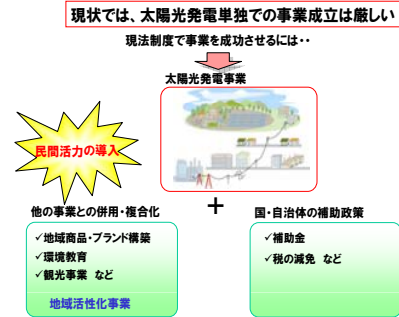 現状では、太陽光発電単独での事業成立は厳しい
現法制度で事業を成功させるには・・
太陽光発電事業
民間活力の導入
+
他の事業との併用・複合化
✓地域商品・ブランド構築
✓環境教育
✓観光事業 など
地域活性化事業
国・自治体の補助政策
✓補助金
✓税の減免 など